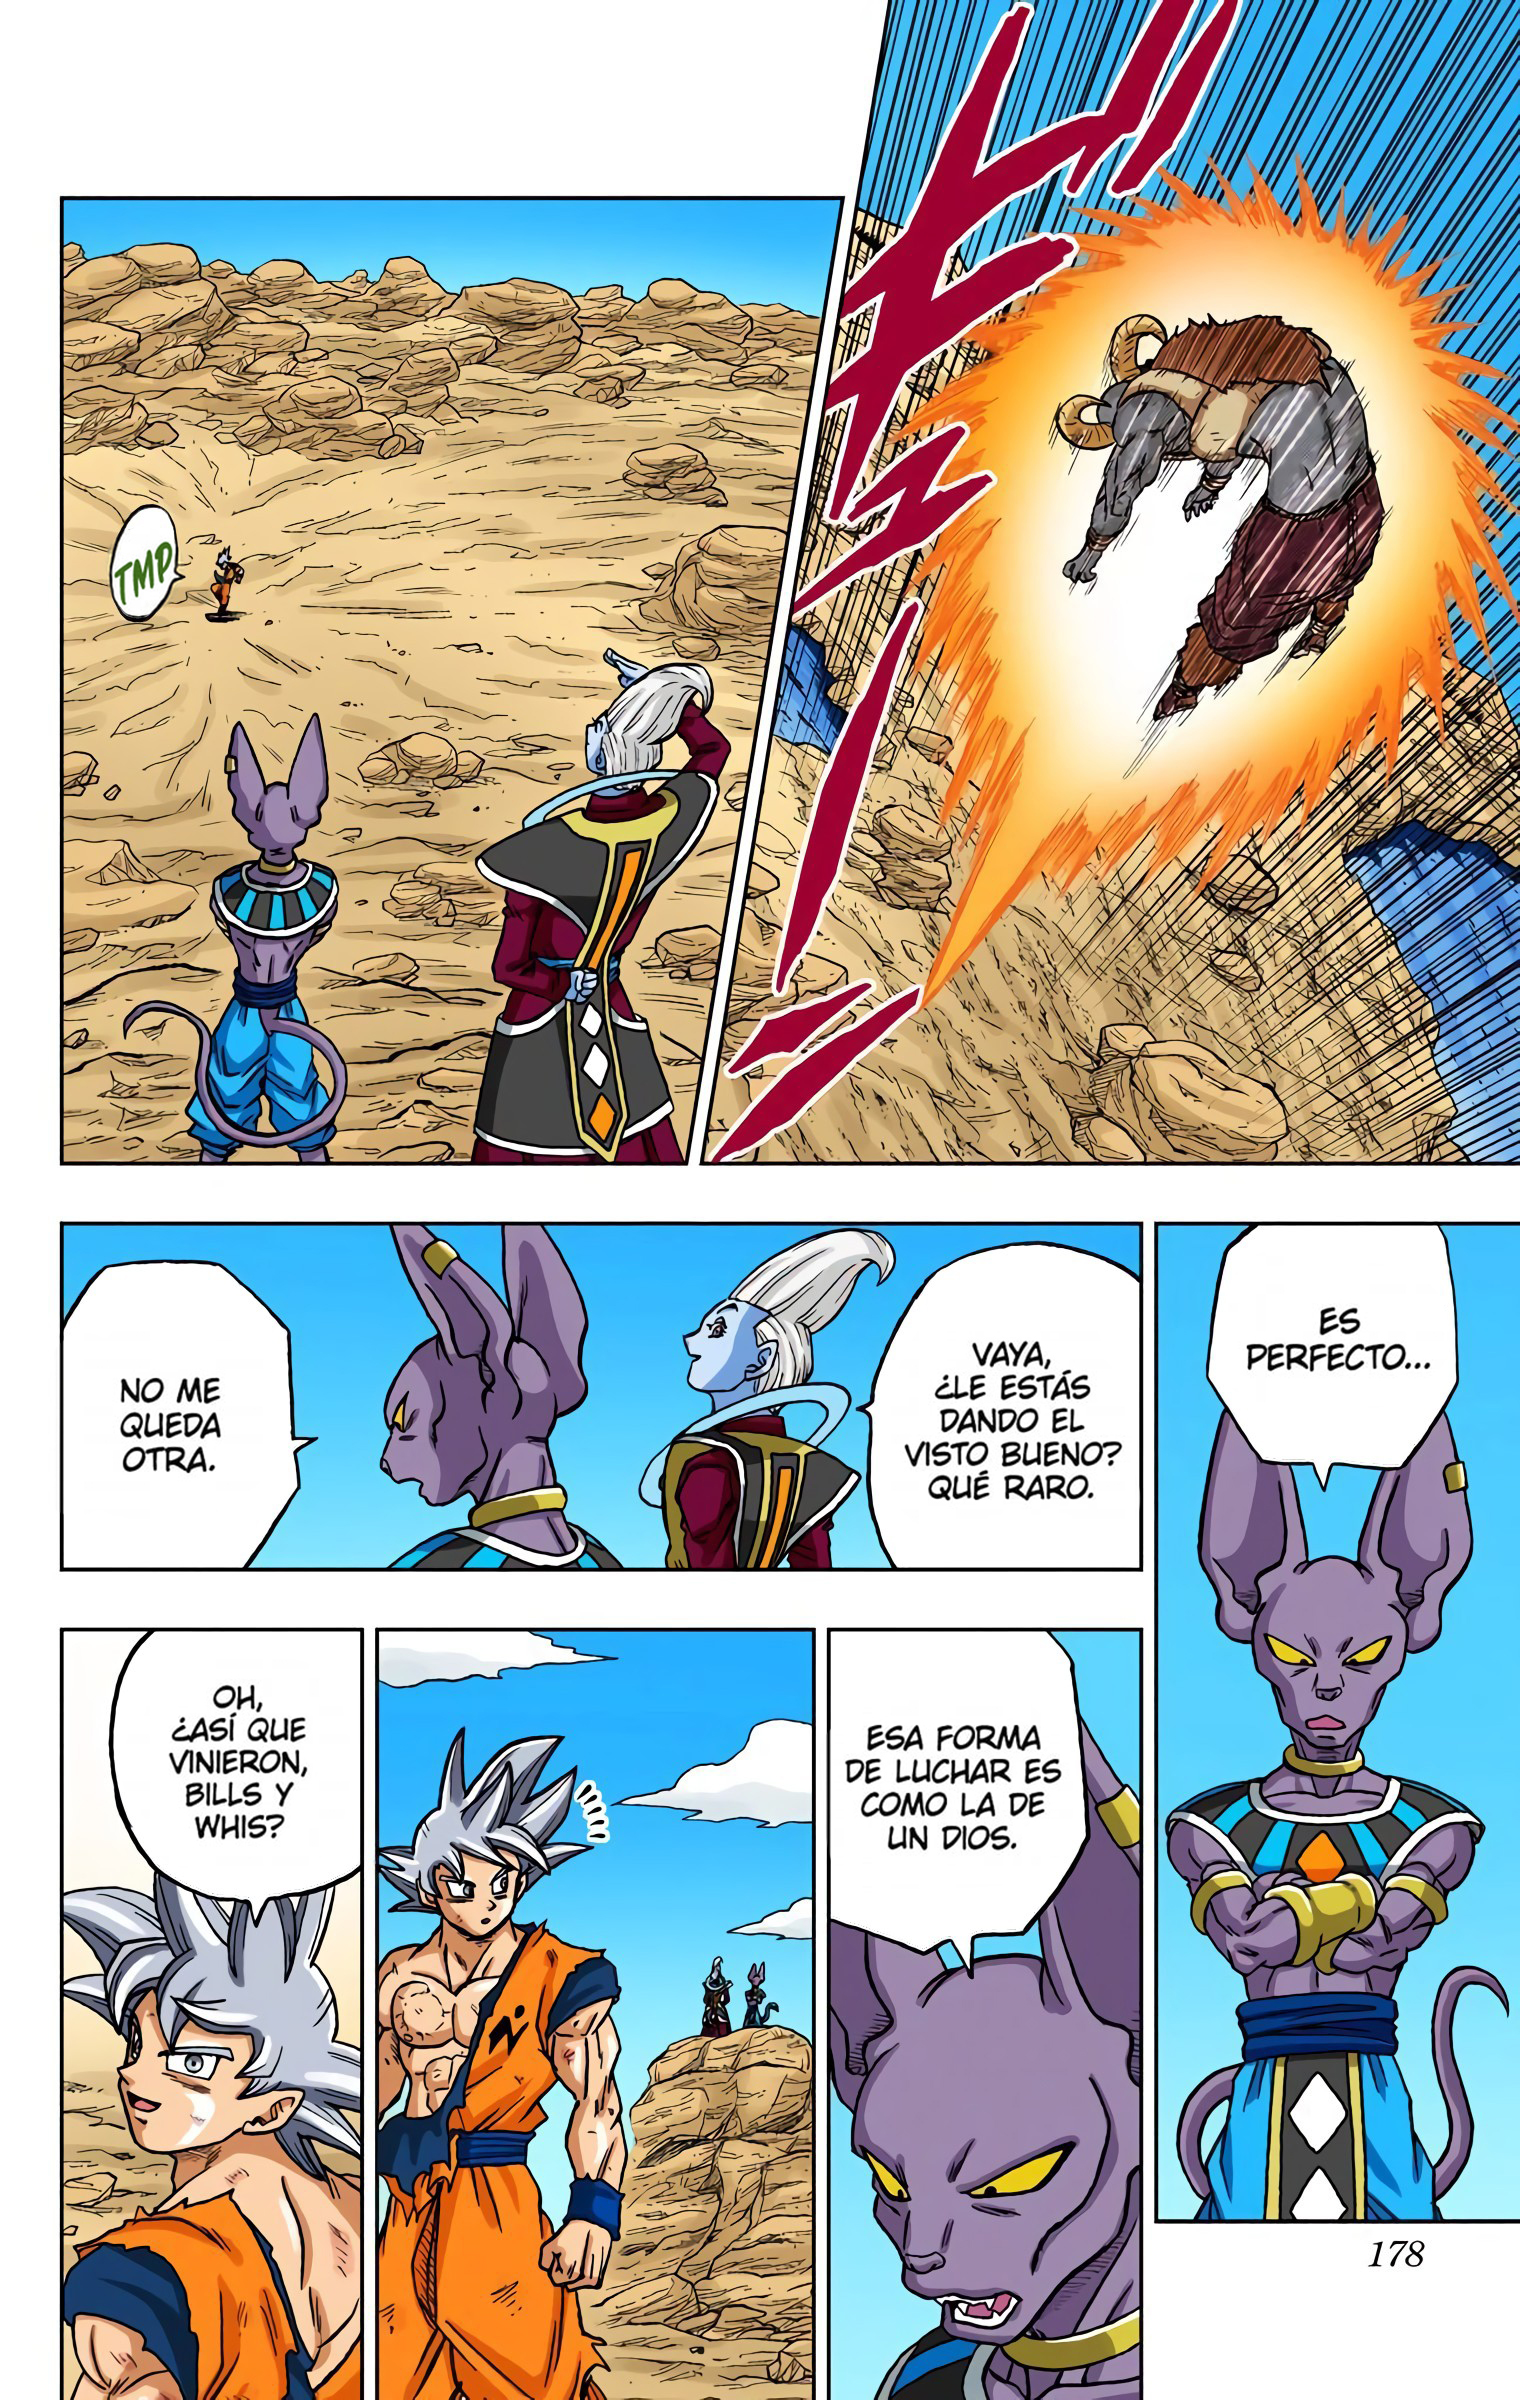 TMP
ES
PERFECTO...
VAYA,
¿LE ESTÁS
DANDO EL
VISTO BUENO?
QUÉ RARO.
NO ME
QUEDA
OTRA.
ESA FORMA
DE LUCHAR ES
COMO LA DE
UN DIOS.
OH,
¿ASÍ QUE
VINIERON,
BILLS Y
WHIS?
178